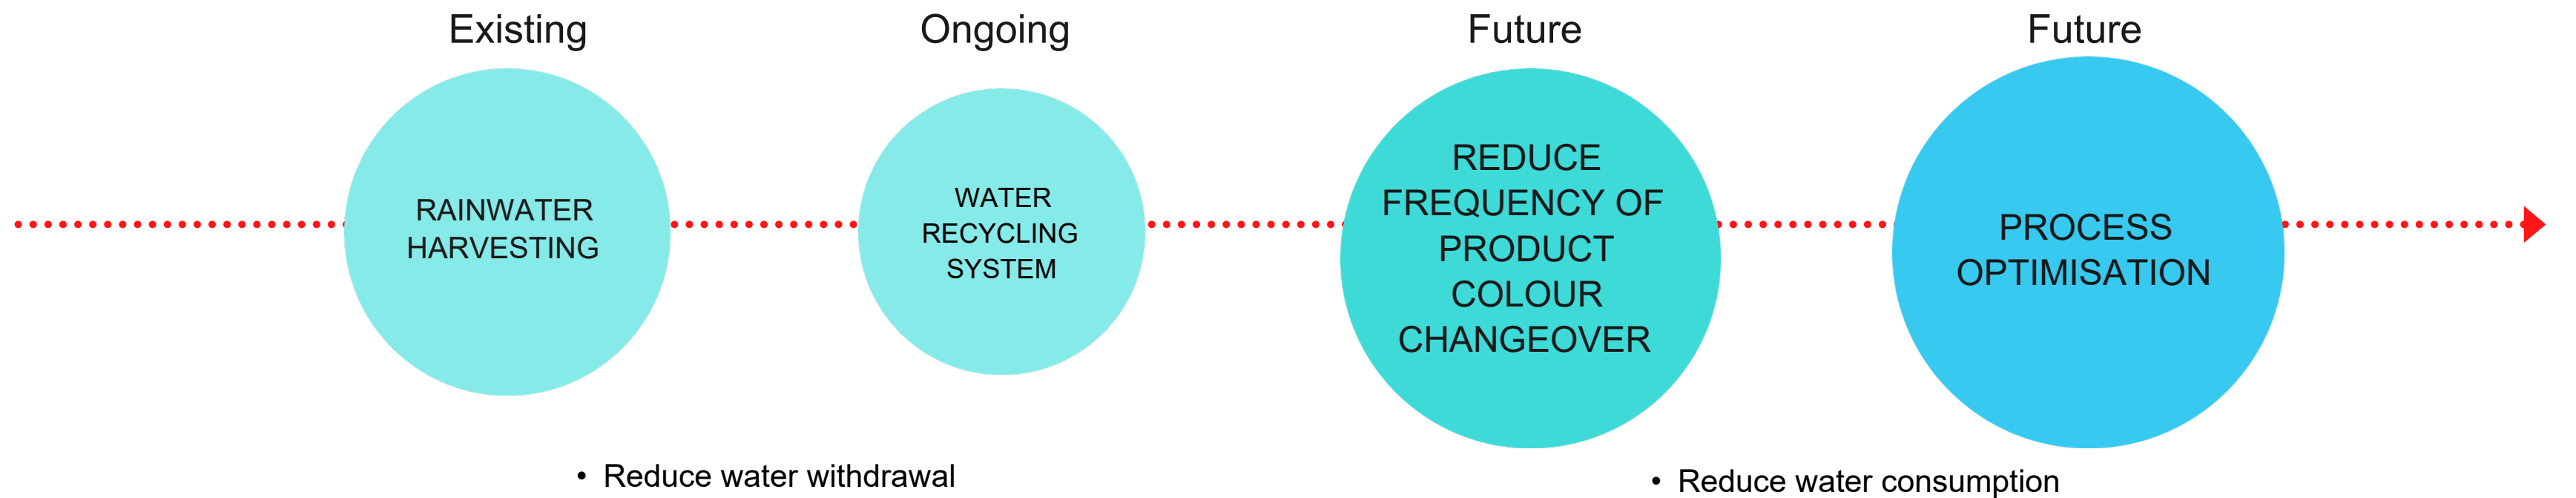 Existing
Ongoing
Future
Future
RAINWATER
HARVESTING
WATER
RECYCLING
SYSTEM
REDUCE
FREQUENCY OF
PRODUCT
COLOUR
CHANGEOVER
PROCESS
OPTIMISATION
• Reduce water withdrawal
• Reduce water consumption